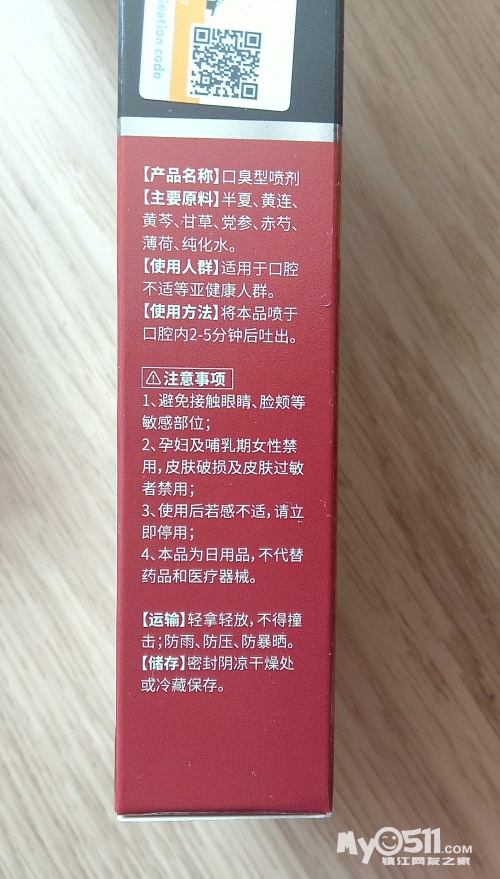 ication code
【产品名称】口臭型喷剂
【主要原料】半夏、黄连、
黄芩、甘草、党参、赤芍、
薄荷、纯化水。
【使用人群】适用于口腔
不适等亚健康人群。
【使用方法】将本品喷于
口腔内2-5分钟后吐出。
⚠注意事项
1、避免接触眼睛、脸颊等
敏感部位；
2、孕妇及哺乳期女性禁
用，皮肤破损及皮肤过敏
者禁用；
3、使用后若感不适，请立
即停用；
4、本品为日用品，不代替
药品和医疗器械。
【运输】轻拿轻放，不得撞
击；防雨、防压、防暴晒。
【储存】密封阴凉干燥处
或冷藏保存。
My0511.COM
镇江网友之家